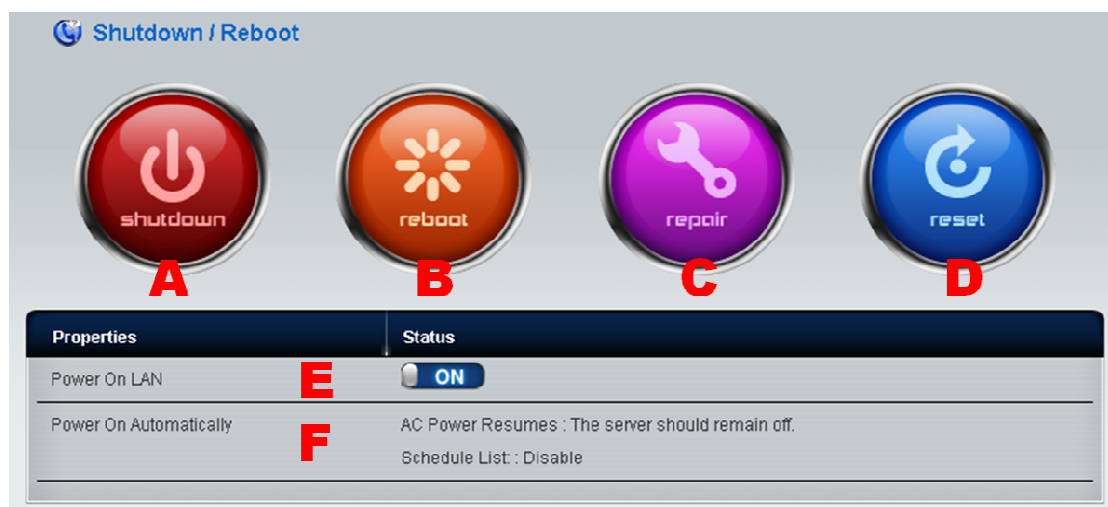 Shutdown / Reboot
shutdown
reboot
repair
reset
A
B
C
D
Properties Status
Power On LAN E ON
Power On Automatically F AC Power Resumes : The server should remain off.
Schedule List: : Disable